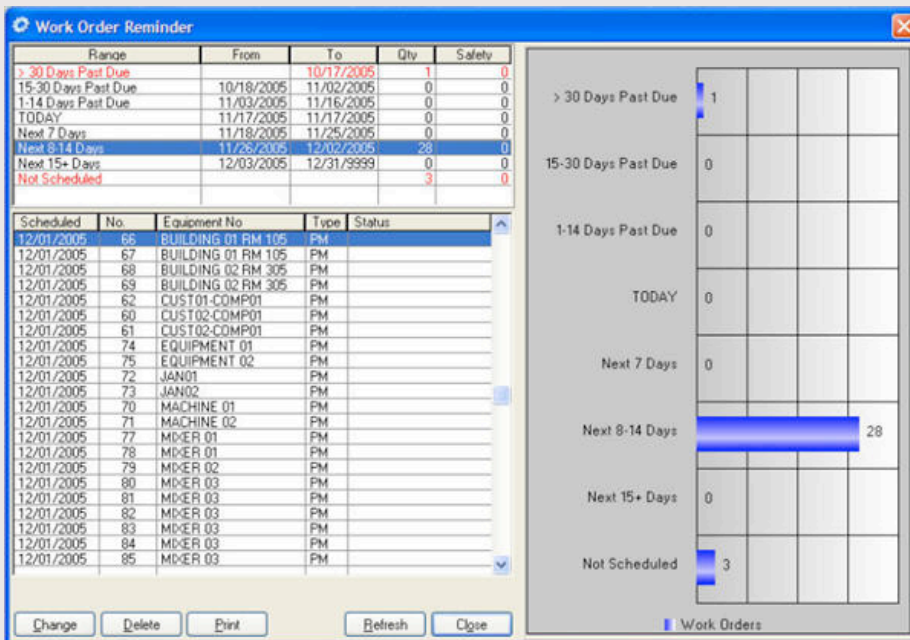 Work Order Reminder
Range From To Qty Safety
> 30 Days Past Due 10/17/2005 1 0
15-30 Days Past Due 10/18/2005 11/02/2005 0 0
1-14 Days Past Due 11/03/2005 11/16/2005 0 0
TODAY 11/17/2005 11/17/2005 0 0
Next 7 Days 11/18/2005 11/25/2005 0 0
Next 8-14 Days 11/26/2005 12/02/2005 28 0
Next 15+ Days 12/03/2005 12/31/9999 0 0
Not Scheduled 3 0
Scheduled No. Equipment No Type Status
12/01/2005 66 BUILDING 01 RM 105 PM
12/01/2005 67 BUILDING 01 RM 105 PM
12/01/2005 68 BUILDING 02 RM 305 PM
12/01/2005 69 BUILDING 02 RM 305 PM
12/01/2005 62 CUST01-COMP01 PM
12/01/2005 60 CUST02-COMP01 PM
12/01/2005 61 CUST02-COMP01 PM
12/01/2005 74 EQUIPMENT 01 PM
12/01/2005 75 EQUIPMENT 02 PM
12/01/2005 72 JAN01 PM
12/01/2005 73 JAN02 PM
12/01/2005 70 MACHINE 01 PM
12/01/2005 71 MACHINE 02 PM
12/01/2005 77 MIXER 01 PM
12/01/2005 78 MIXER 01 PM
12/01/2005 79 MIXER 02 PM
12/01/2005 80 MIXER 03 PM
12/01/2005 81 MIXER 03 PM
12/01/2005 82 MIXER 03 PM
12/01/2005 83 MIXER 03 PM
12/01/2005 84 MIXER 03 PM
12/01/2005 85 MIXER 03 PM
Change Delete Print Refresh Close
> 30 Days Past Due 1
15-30 Days Past Due 0
1-14 Days Past Due 0
TODAY 0
Next 7 Days 0
Next 8-14 Days 28
Next 15+ Days 0
Not Scheduled 3
Work Orders